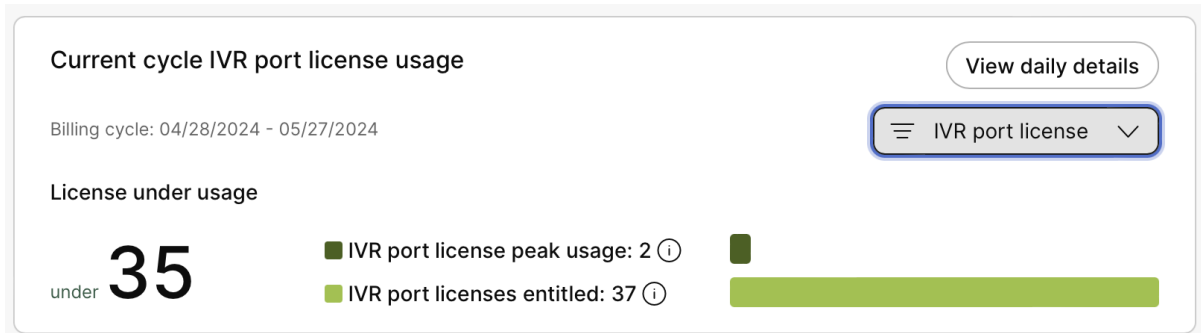 Current cycle IVR port license usage
View daily details
Billing cycle: 04/28/2024 - 05/27/2024
IVR port license
License under usage
under 35
IVR port license peak usage: 2
IVR port licenses entitled: 37